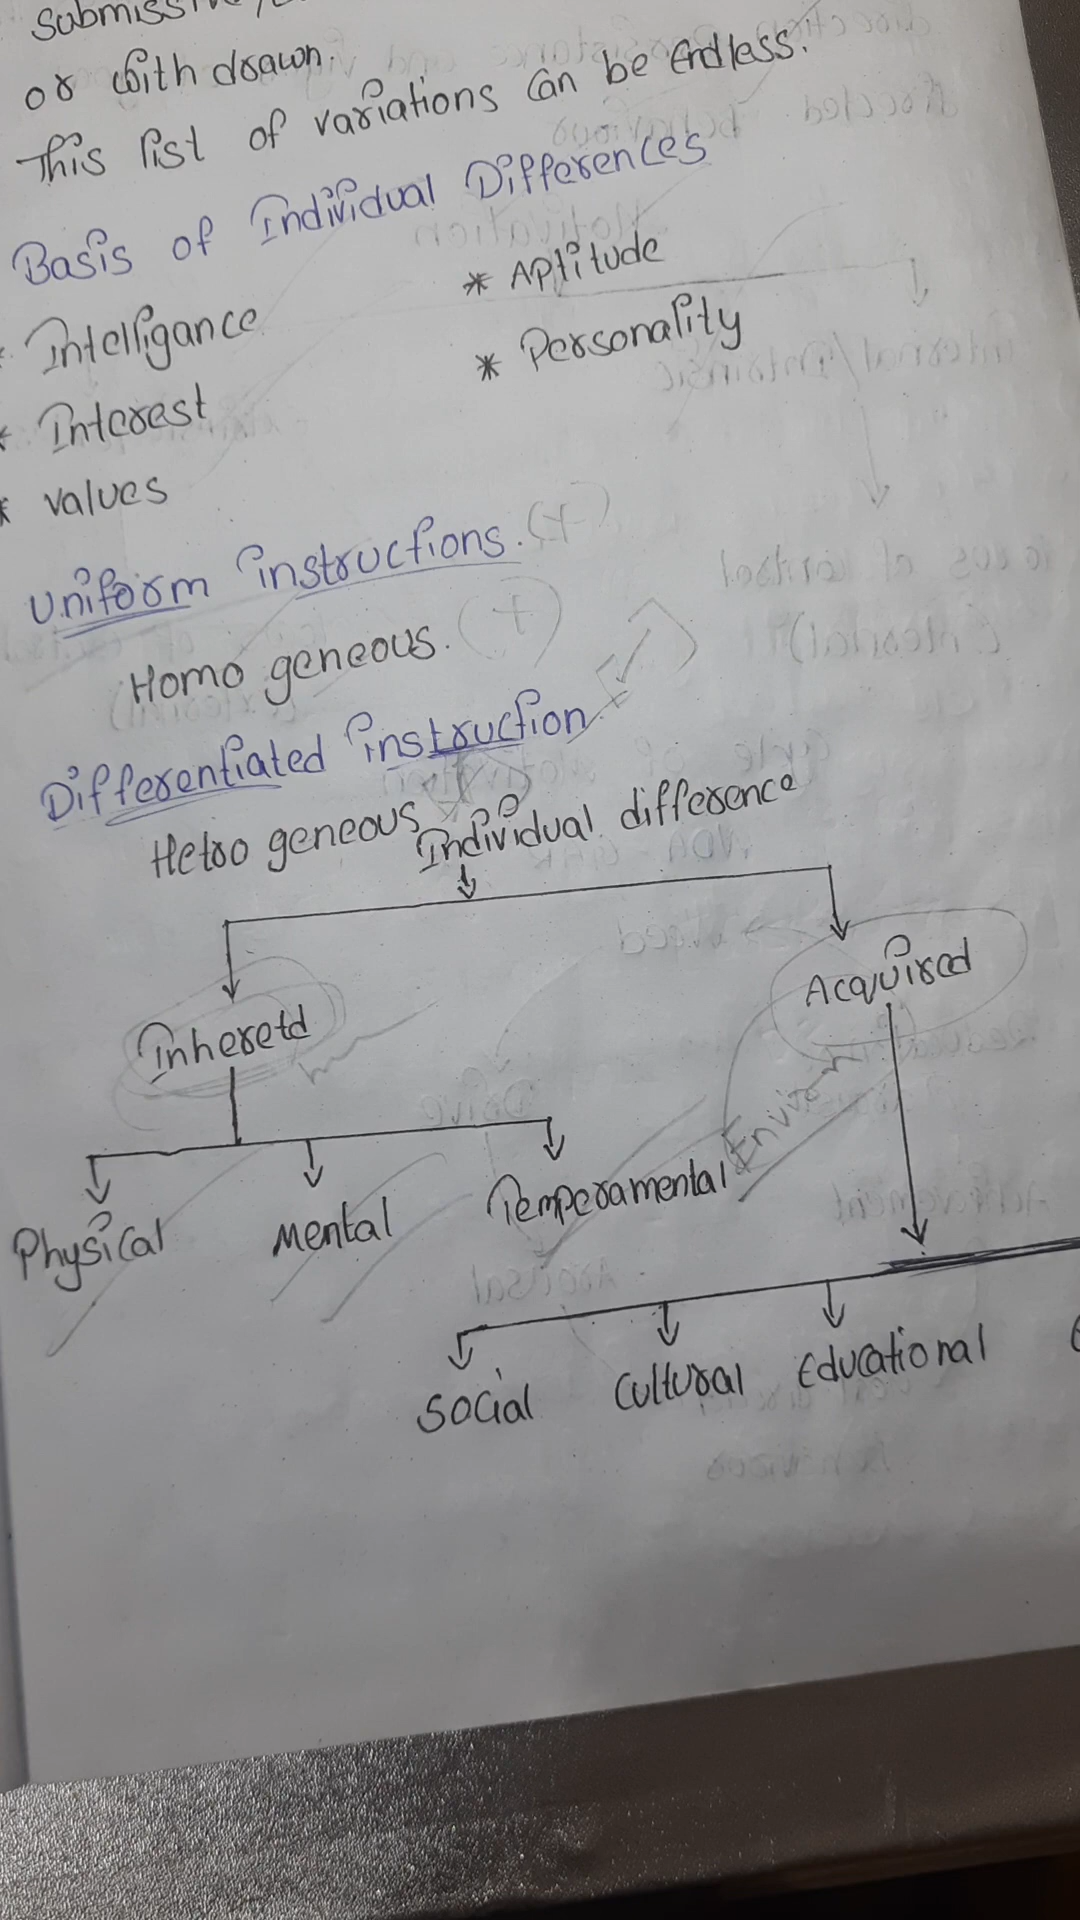 or with drawn.
This list of variations can be Endless.
Basis of Individual Differences
* Intelligance
* Aptitude
* Interest
* Personality
* values
Uniform instructions. (+)
Homo geneous. (+)
Differentiated instruction
Hetro geneous
Individual difference
Inheretd
Acquired
Physical
mental
Temperamental
Social
Cultural
Educational